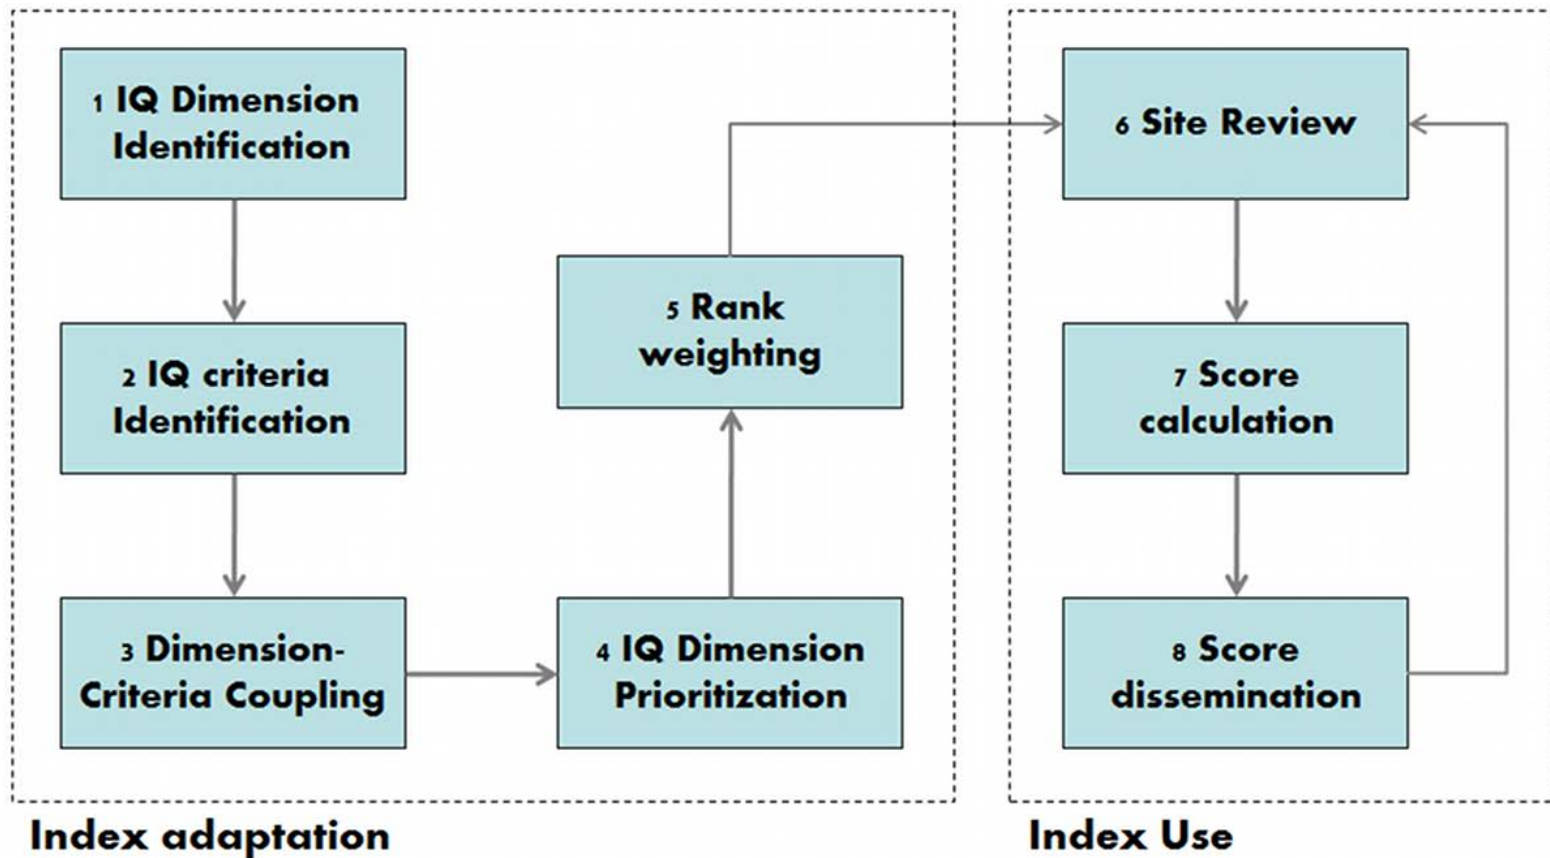 1 IQ Dimension
Identification
2 IQ criteria
Identification
3 Dimension-
Criteria Coupling
4 IQ Dimension
Prioritization
5 Rank
weighting
6 Site Review
7 Score
calculation
8 Score
dissemination
Index adaptation
Index Use